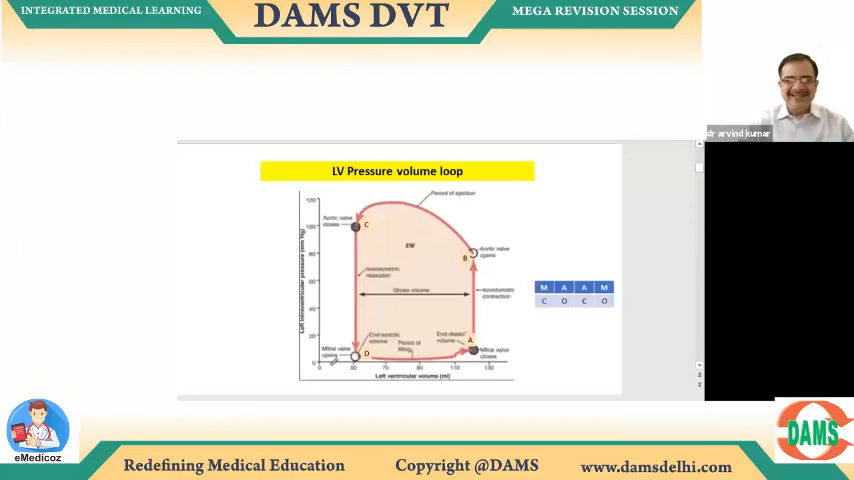 INTEGRATED MEDICAL LEARNING
DAMS DVT
MEGA REVISION SESSION
dr arvind kumar
LV Pressure volume loop
Period of ejection
120
Aortic valve
closes
C
100
EW
Aortic valve
opens
B
80
Isovolumetric
relaxation
60
Stroke volume
Isovolumetric
contraction
M A A M
C O C O
40
Left intraventricular pressure (mm Hg)
20
End-systolic
volume
End-diastolic
volume
A
Mitral valve
opens
D
Period of
filling
Mitral valve
closes
0
50 70 90 110 130
Left ventricular volume (ml)
eMedicoz
DAMS
Redefining Medical Education
Copyright @DAMS
www.damsdelhi.com